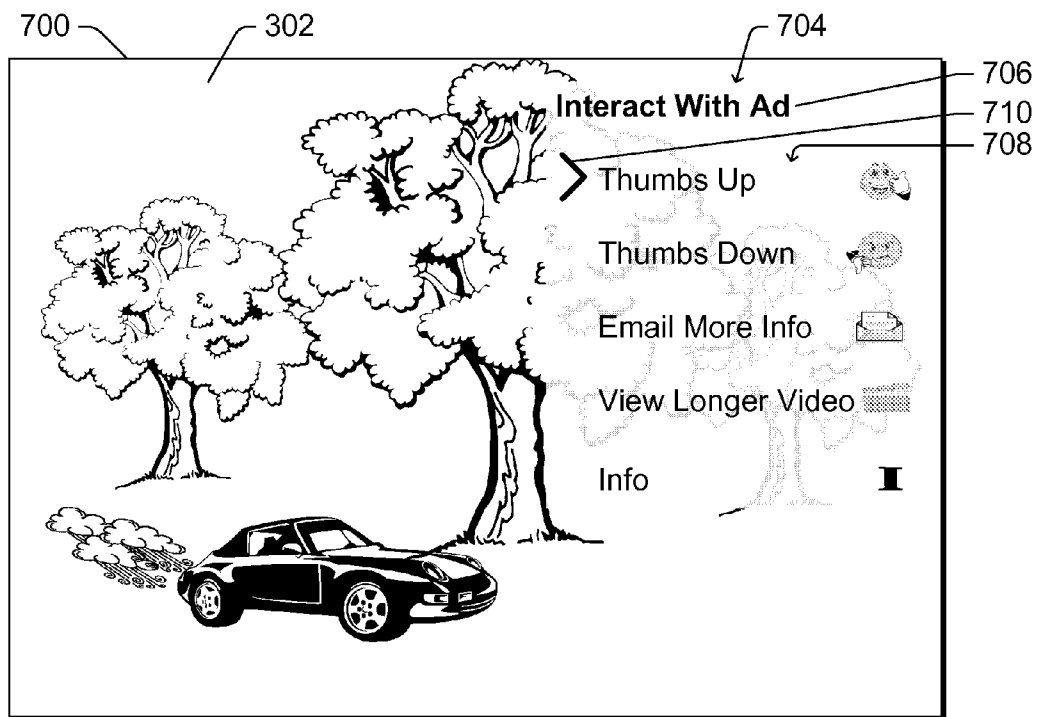 700 302 704
706
Interact With Ad
710
708
Thumbs Up
Thumbs Down
Email More Info
View Longer Video
Info I